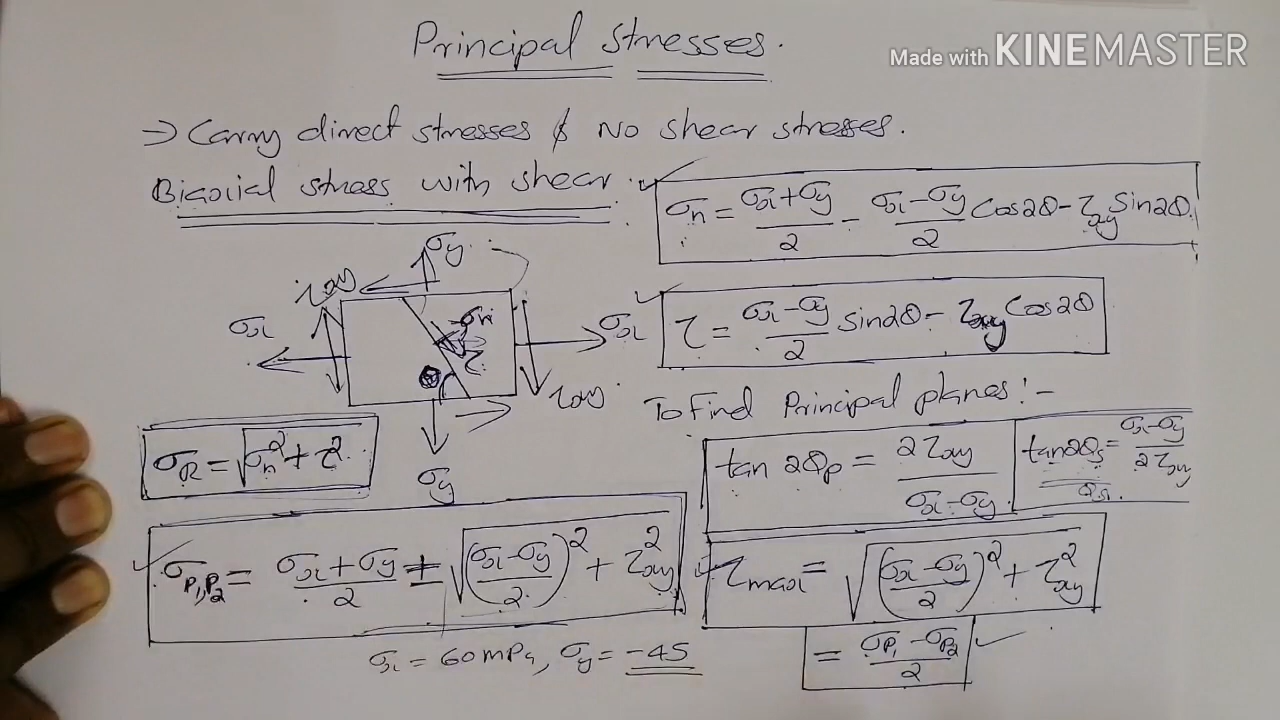 Principal Stresses.
Made with KINEMASTER
→ Carry direct stresses & No shear stresses.
Biaxial stress with shear :
σn = (σx + σy)/2 − (σx − σy)/2 Cos2θ − τxy Sin2θ.
σy
τxy
σx
σn
σx
τ
θ
τxy
σy
τ = (σx − σy)/2 sin2θ − τxy Cos2θ
To Find Principal planes :-
σR = √(σn² + τ²)
tan 2θp = 2τxy/(σx − σy)
tan2θs = (σx − σy)/2τxy
σP1,P2 = (σx + σy)/2 ± √(((σx − σy)/2)² + τxy²)
τmax = √(((σx − σy)/2)² + τxy²)
= (σP1 − σP2)/2
σx = 60 MPa, σy = −45